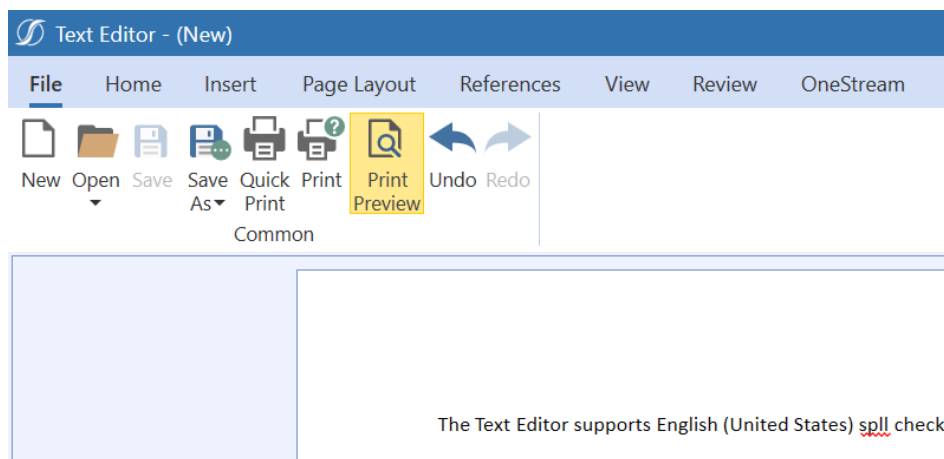 Text Editor - (New)
File Home Insert Page Layout References View Review OneStream
New Open Save Save As Quick Print Print Print Preview Undo Redo
Common
The Text Editor supports English (United States) spll check